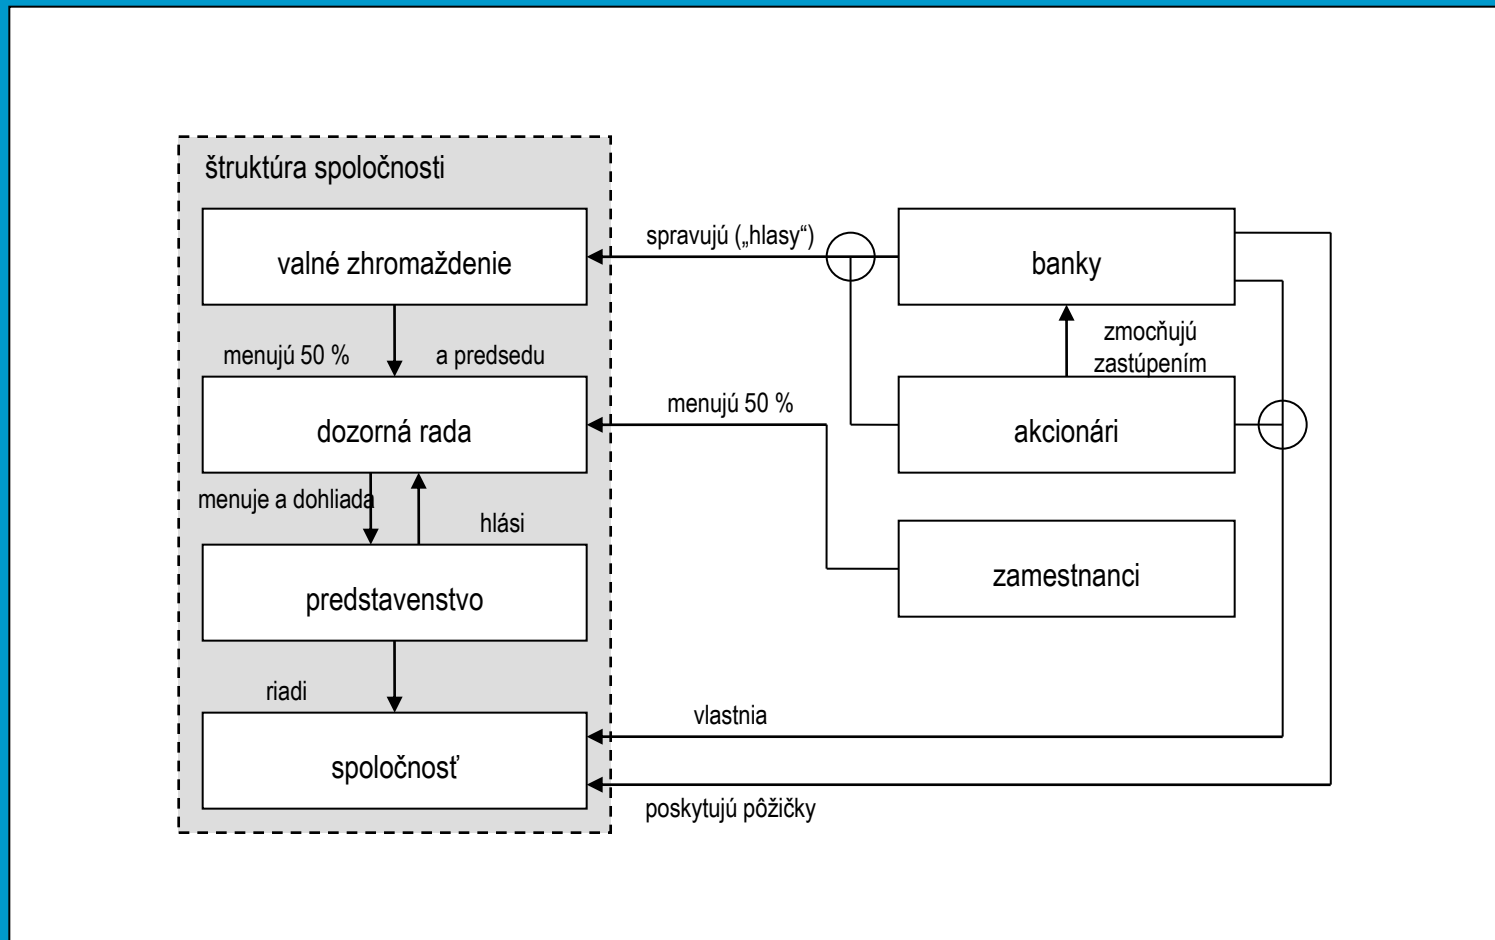 štruktúra spoločnosti
valné zhromaždenie
spravujú („hlasy“)
banky
menujú 50 %
a predsedu
zmocňujú
zastúpením
dozorná rada
menujú 50 %
akcionári
menuje a dohliada
hlási
zamestnanci
predstavenstvo
riadi
vlastnia
spoločnosť
poskytujú pôžičky